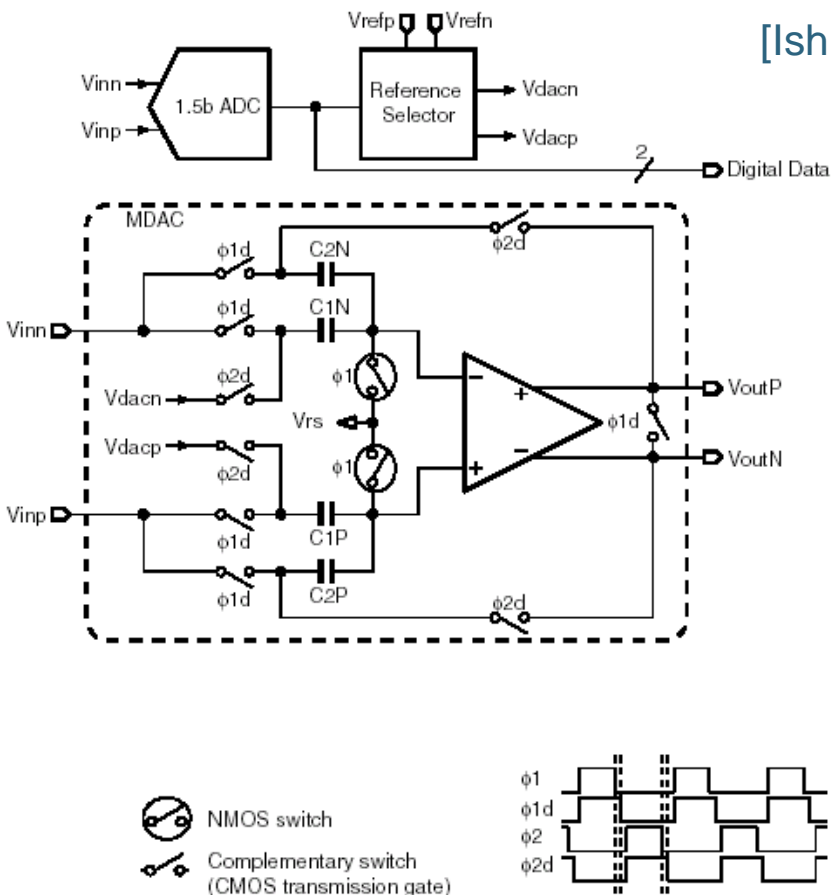 [Ish
Vrefp Vrefn
Vinn
Vinp
1.5b ADC
Reference
Selector
Vdacn
Vdacp
2
Digital Data
MDAC
ϕ1d
C2N
ϕ2d
ϕ1d
C1N
Vinn
ϕ2d
ϕ1
Vdacn
Vrs
Vdacp
ϕ2d
ϕ1
−
+
+
−
ϕ1d
VoutP
VoutN
Vinp
ϕ1d
C1P
ϕ1d
C2P
ϕ2d
NMOS switch
Complementary switch
(CMOS transmission gate)
ϕ1
ϕ1d
ϕ2
ϕ2d